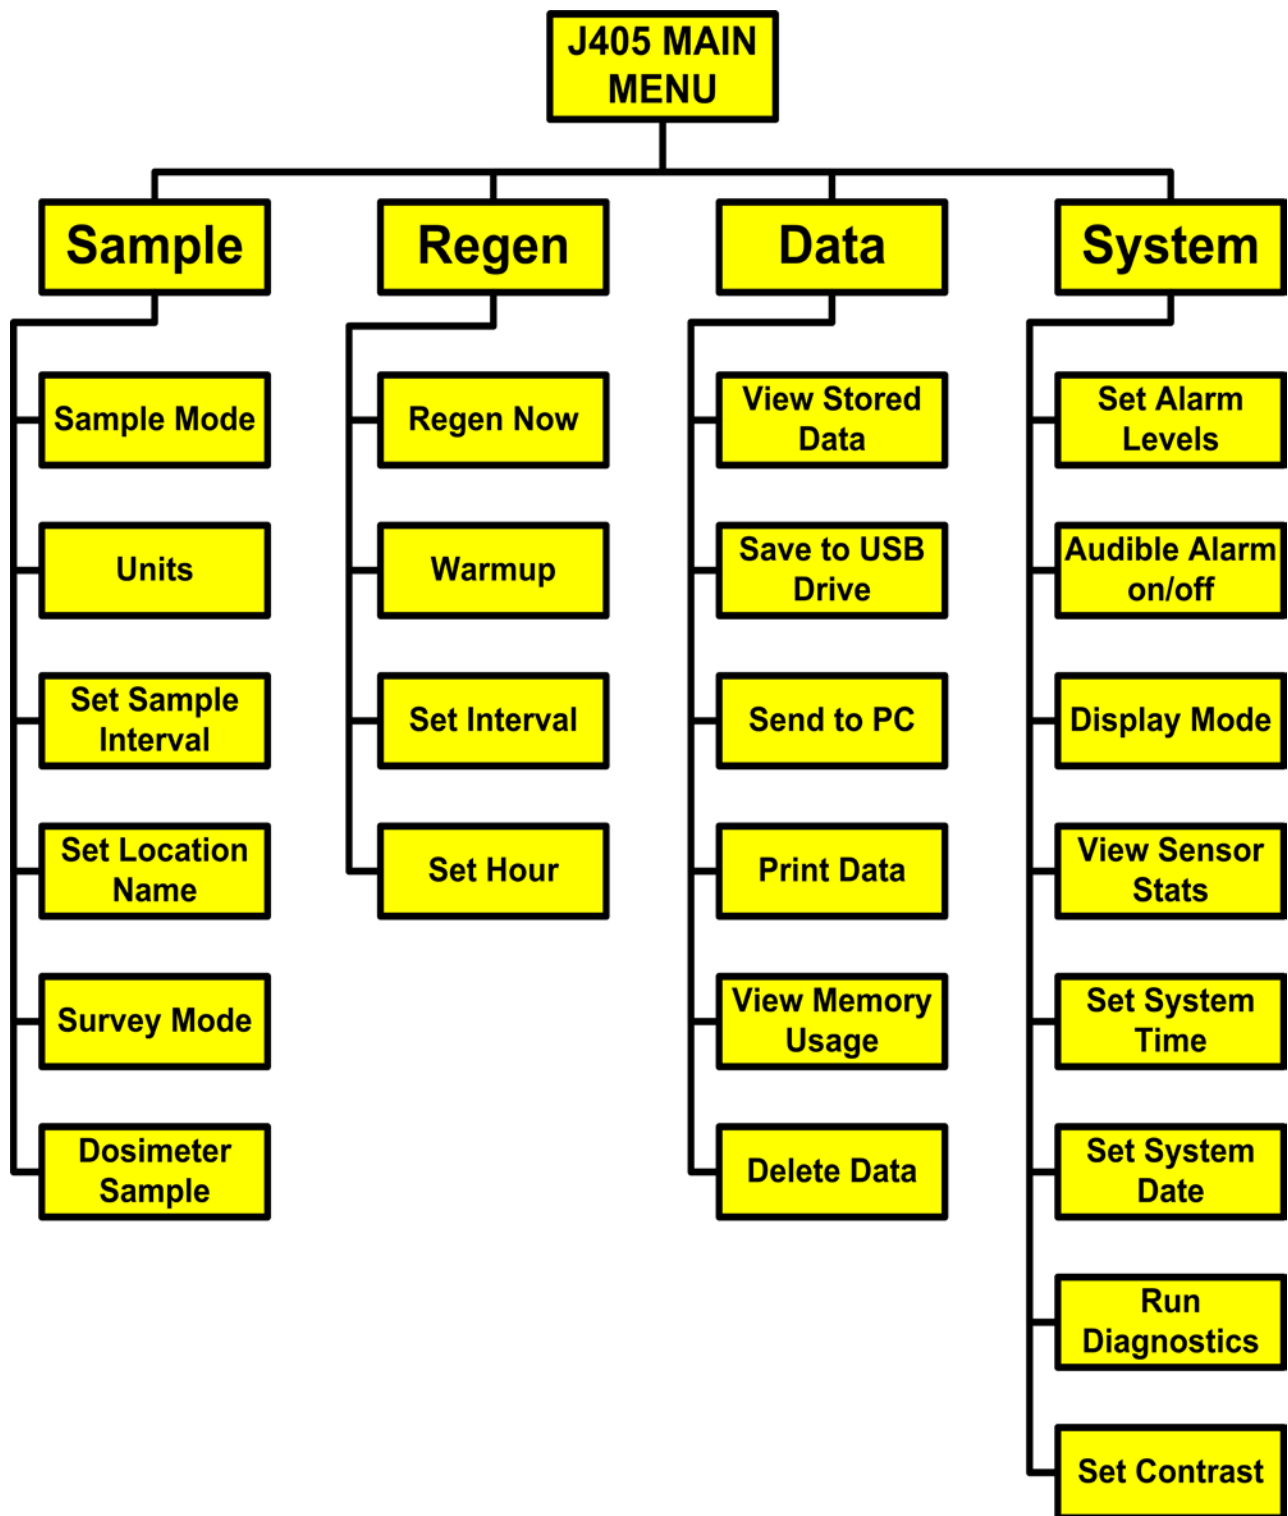 J405 MAIN
MENU
Sample
Regen
Data
System
Sample Mode
Units
Set Sample
Interval
Set Location
Name
Survey Mode
Dosimeter
Sample
Regen Now
Warmup
Set Interval
Set Hour
View Stored
Data
Save to USB
Drive
Send to PC
Print Data
View Memory
Usage
Delete Data
Set Alarm
Levels
Audible Alarm
on/off
Display Mode
View Sensor
Stats
Set System
Time
Set System
Date
Run
Diagnostics
Set Contrast